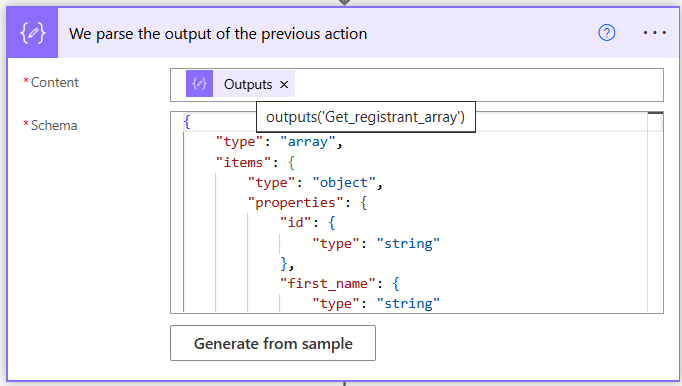 We parse the output of the previous action
* Content
Outputs ×
outputs('Get_registrant_array')
* Schema
{
"type": "array",
"items": {
"type": "object",
"properties": {
"id": {
"type": "string"
},
"first_name": {
"type": "string"
Generate from sample